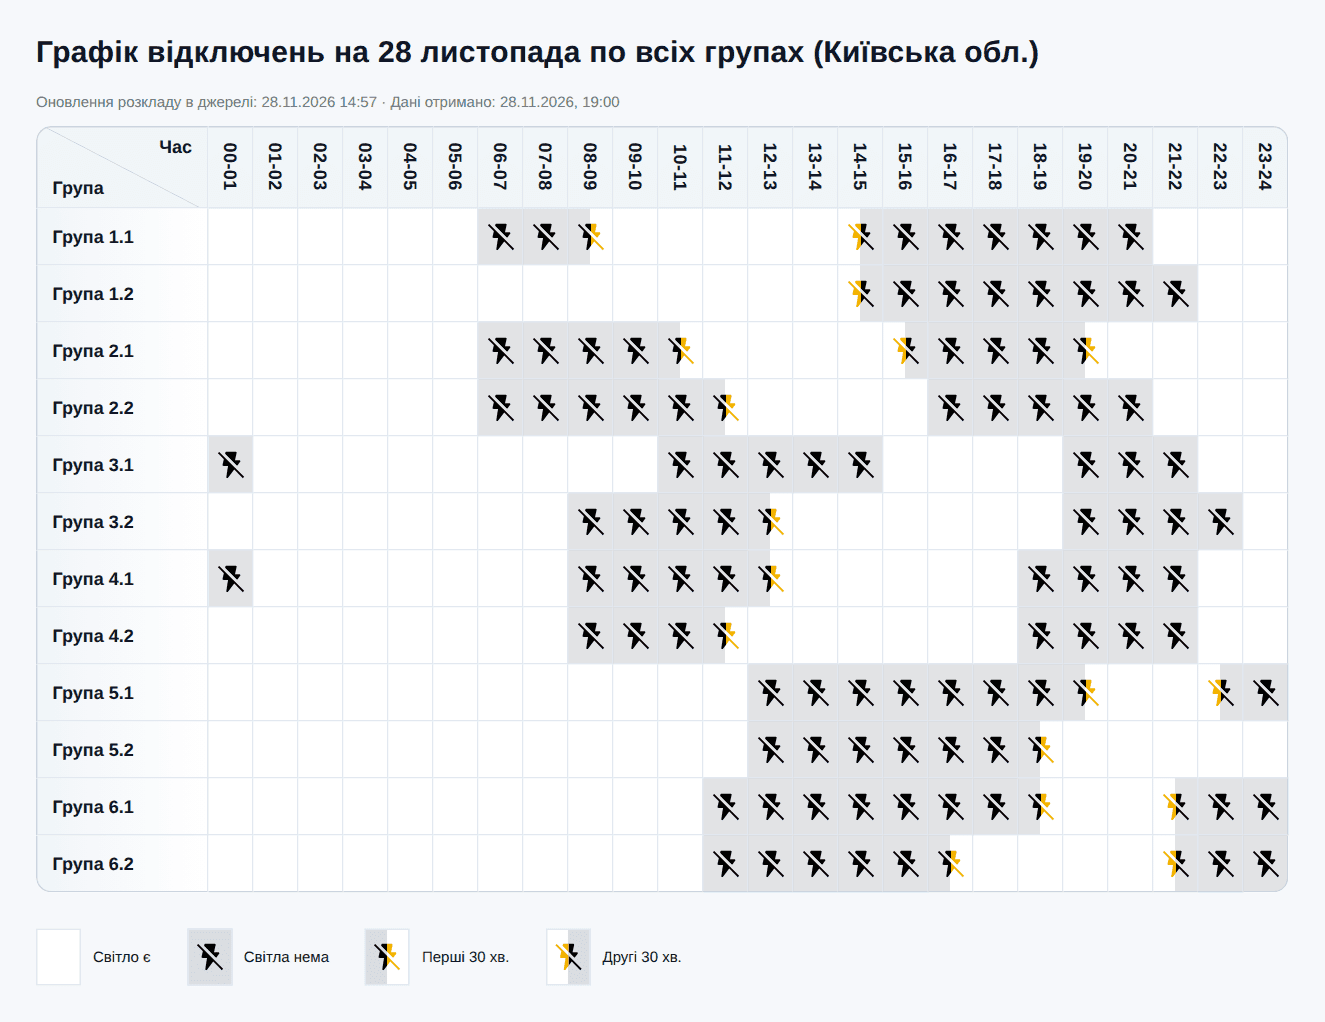 Графік відключень на 28 листопада по всіх групах (Київська обл.)
Оновлення розкладу в джерелі: 28.11.2026 14:57 · Дані отримано: 28.11.2026, 19:00
Час
Група
00-01 01-02 02-03 03-04 04-05 05-06 06-07 07-08 08-09 09-10 10-11 11-12 12-13 13-14 14-15 15-16 16-17 17-18 18-19 19-20 20-21 21-22 22-23 23-24
Група 1.1
Група 1.2
Група 2.1
Група 2.2
Група 3.1
Група 3.2
Група 4.1
Група 4.2
Група 5.1
Група 5.2
Група 6.1
Група 6.2
Світло є Світла нема Перші 30 хв. Другі 30 хв.